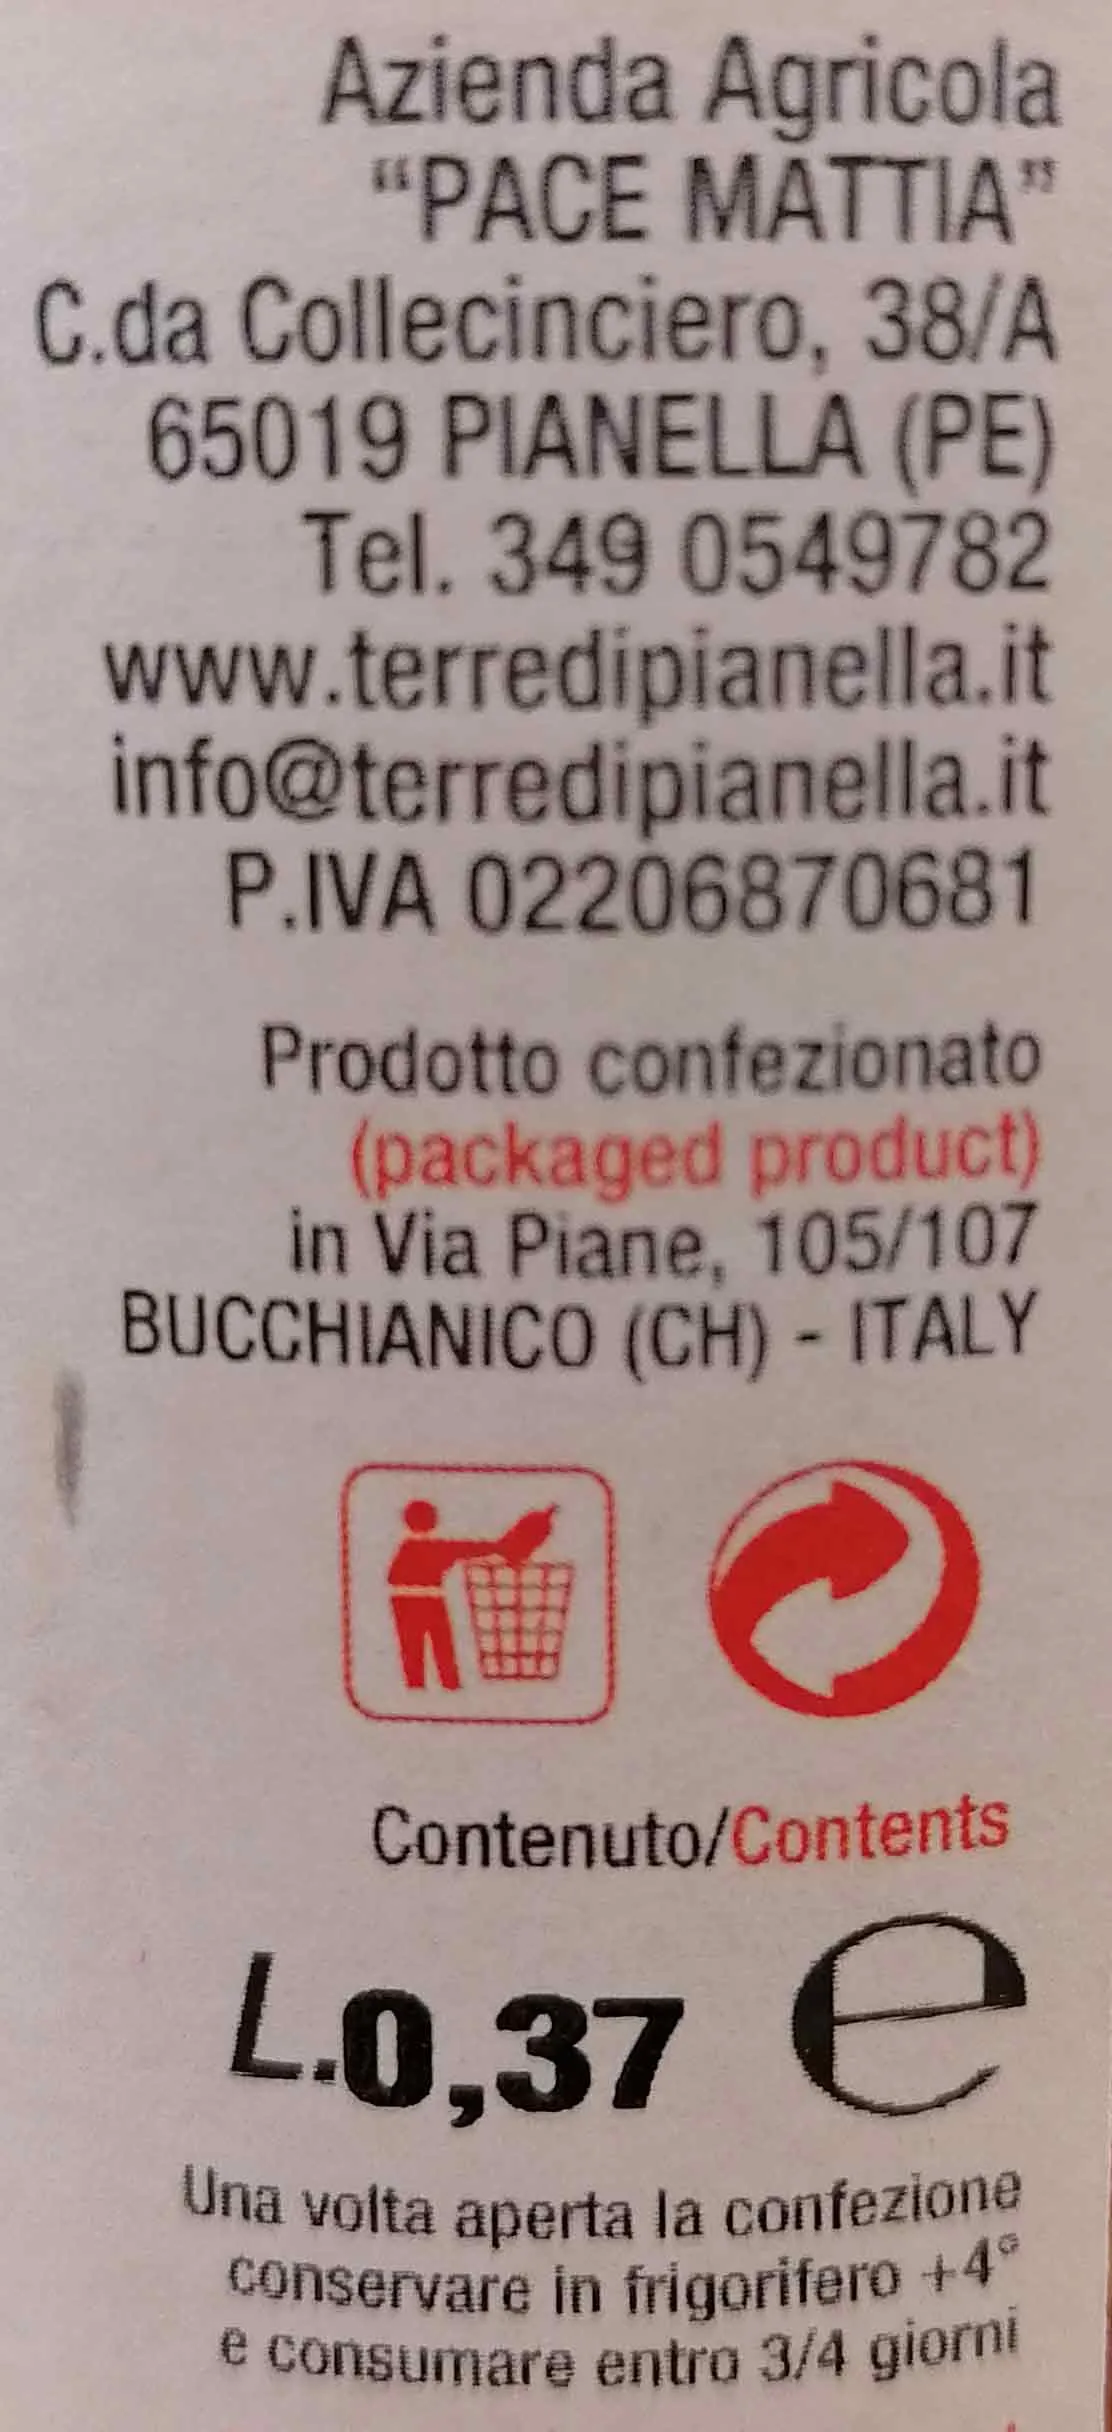 Azienda Agricola
“PACE MATTIA”
C.da Collecinciero, 38/A
65019 PIANELLA (PE)
Tel. 349 0549782
www.terredipianella.it
info@terredipianella.it
P.IVA 02206870681
Prodotto confezionato
(packaged product)
in Via Piane, 105/107
BUCCHIANICO (CH) - ITALY
Contenuto/Contents
L.0,37 e
Una volta aperta la confezione
conservare in frigorifero +4°
e consumare entro 3/4 giorni